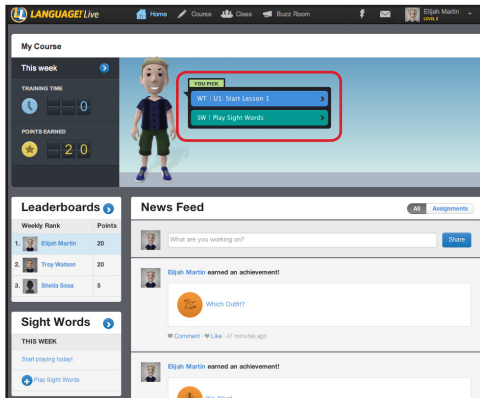 LANGUAGE! Live
Home Course Class Buzz Room
Elijah Martin
LEVEL 2
My Course
This week
TRAINING TIME
0
POINTS EARNED
2 0
YOU PICK
WT | U1: Start Lesson 1
SW | Play Sight Words
Leaderboards
Weekly Rank Points
1. Elijah Martin 20
2. Troy Watson 20
3. Sheila Sosa 5
Sight Words
THIS WEEK
Start playing today!
Play Sight Words
News Feed
All Assignments
What are you working on?
Share
Elijah Martin earned an achievement!
Which Outfit?
Comment · Like · 47 minutes ago
Elijah Martin earned an achievement!